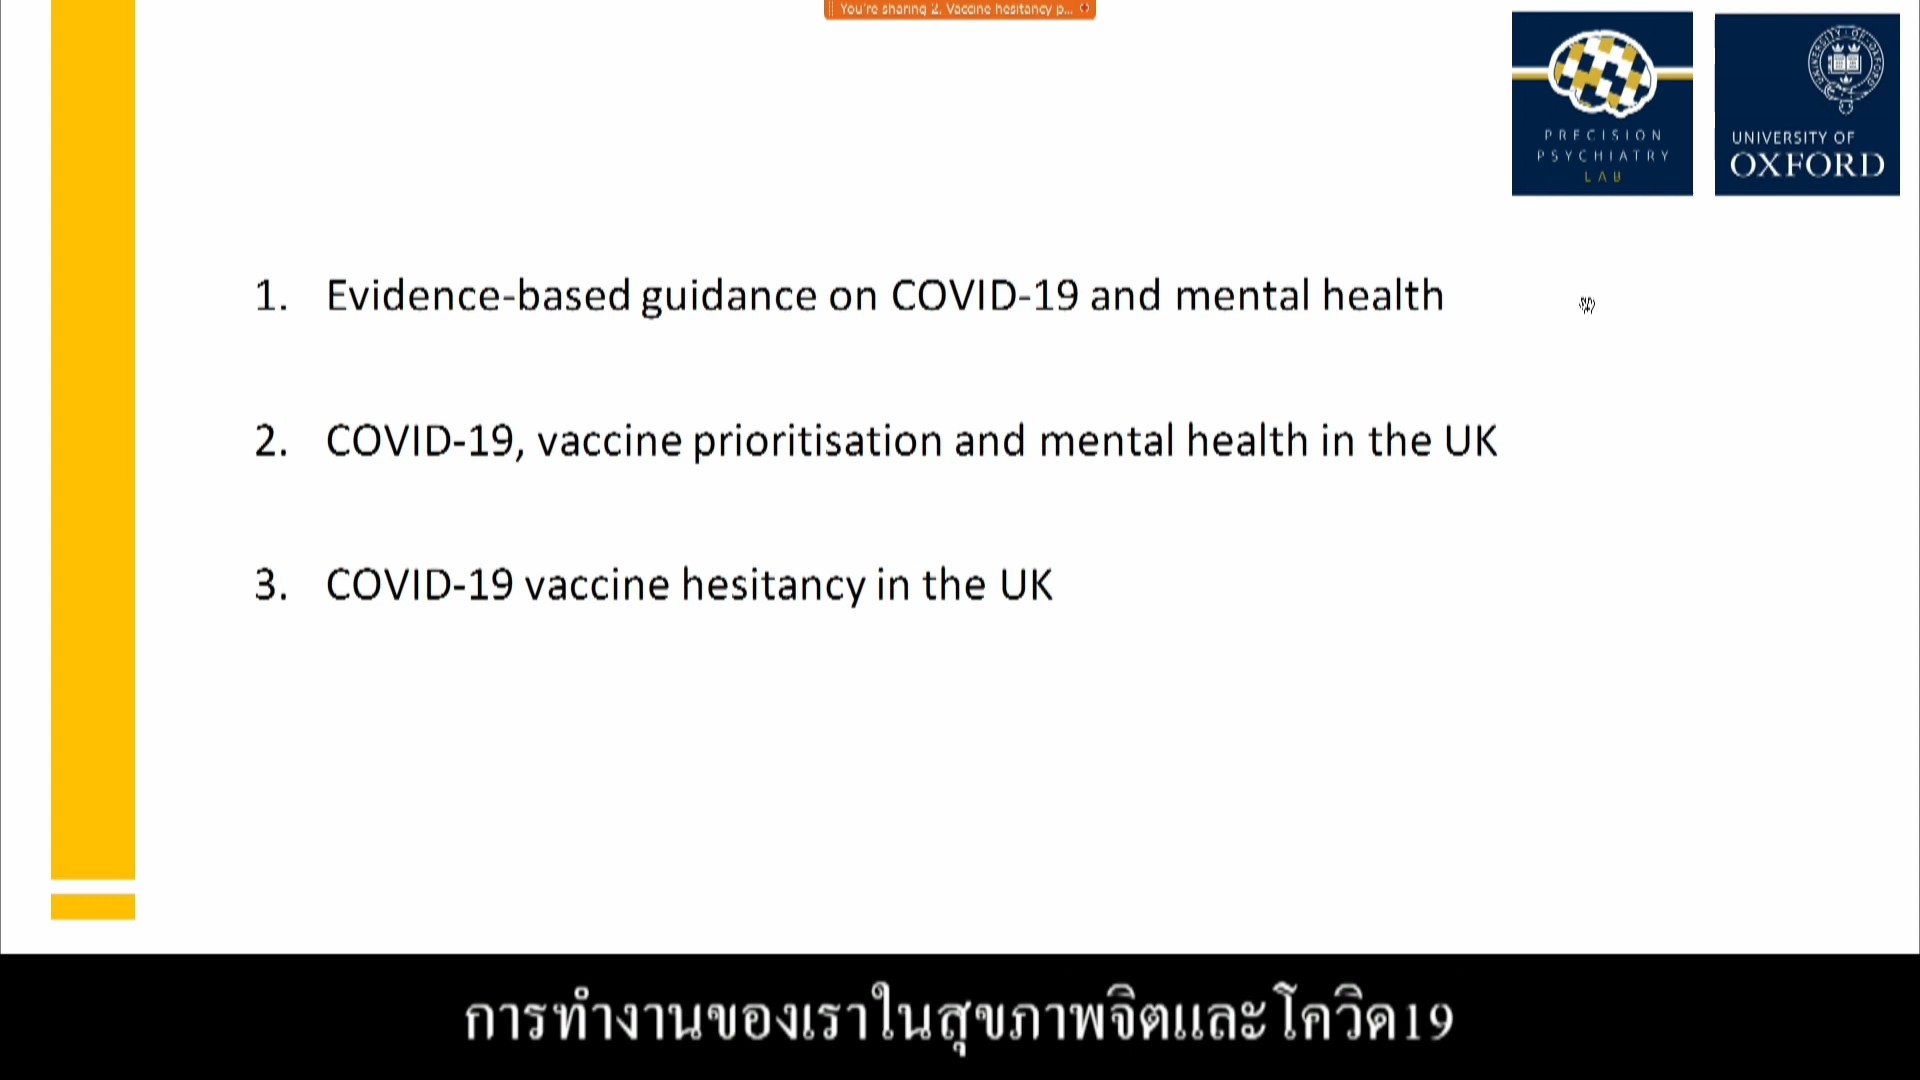 You're sharing 2. Vaccine hesitancy p...
PRECISION
PSYCHIATRY
LAB
UNIVERSITY OF OXFORD
UNIVERSITY OF
OXFORD
1. Evidence-based guidance on COVID-19 and mental health
2. COVID-19, vaccine prioritisation and mental health in the UK
3. COVID-19 vaccine hesitancy in the UK
การทำงานของเราในสุขภาพจิตและโควิด19